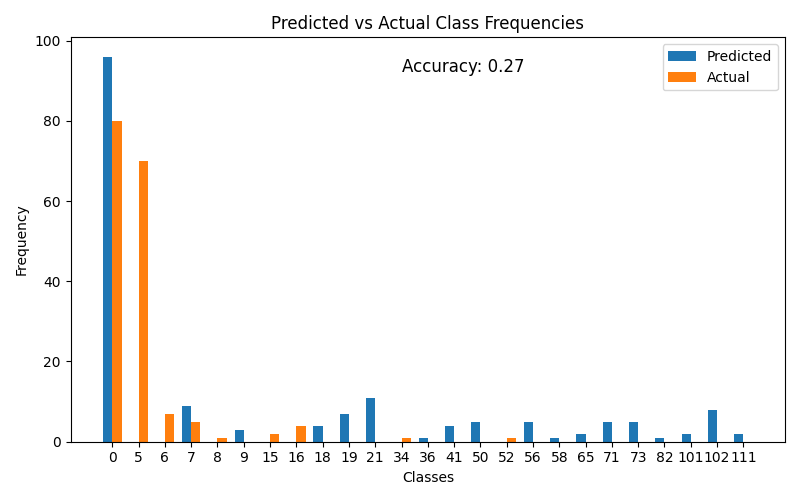 Predicted vs Actual Class Frequencies
Accuracy: 0.27
Predicted
Actual
Frequency
100
80
60
40
20
0
0 5 6 7 8 9 15 16 18 19 21 34 36 41 50 52 56 58 65 71 73 82 101 102 111
Classes